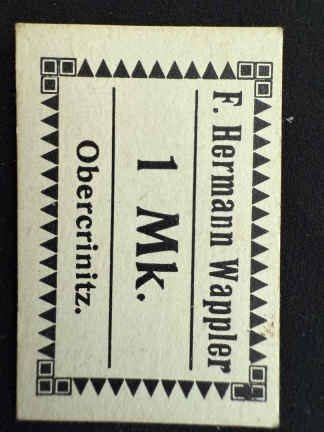 F. Hermann Wappler
1 Mk.
Obercrinitz.